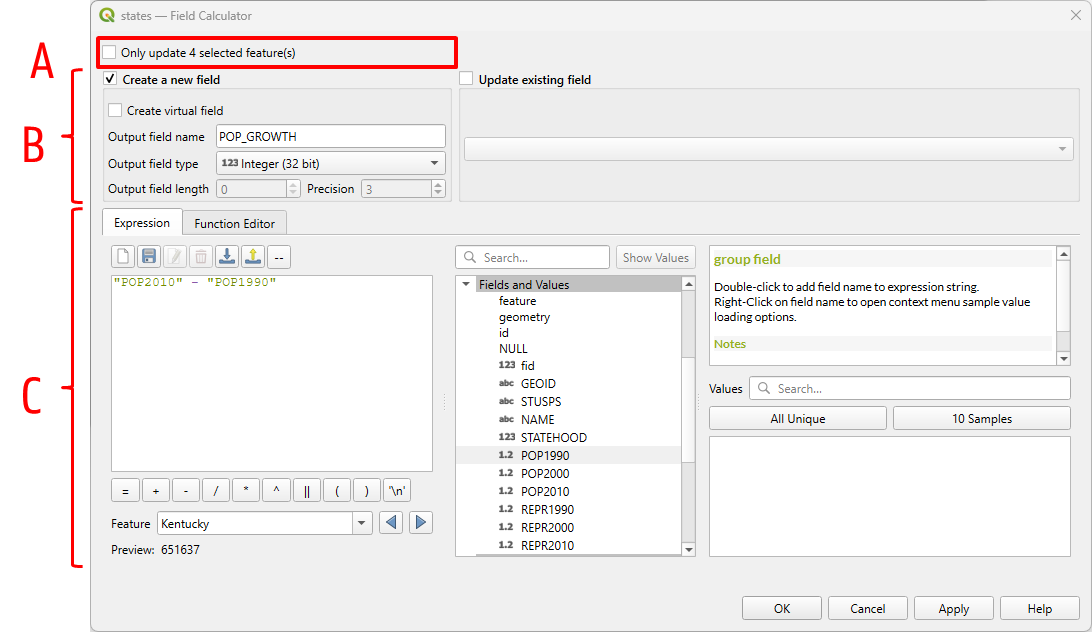 states — Field Calculator
A
Only update 4 selected feature(s)
Create a new field
Update existing field
B
Create virtual field
Output field name POP_GROWTH
Output field type 123 Integer (32 bit)
Output field length 0 Precision 3
Expression Function Editor
C
--
"POP2010" - "POP1990"
= + - / * ^ || ( ) '\n'
Feature Kentucky
Preview: 651637
Search... Show Values
Fields and Values
feature
geometry
id
NULL
123 fid
abc GEOID
abc STUSPS
abc NAME
123 STATEHOOD
1.2 POP1990
1.2 POP2000
1.2 POP2010
1.2 REPR1990
1.2 REPR2000
1.2 REPR2010
group field
Double-click to add field name to expression string.
Right-Click on field name to open context menu sample value
loading options.
Notes
Values Search...
All Unique 10 Samples
OK Cancel Apply Help